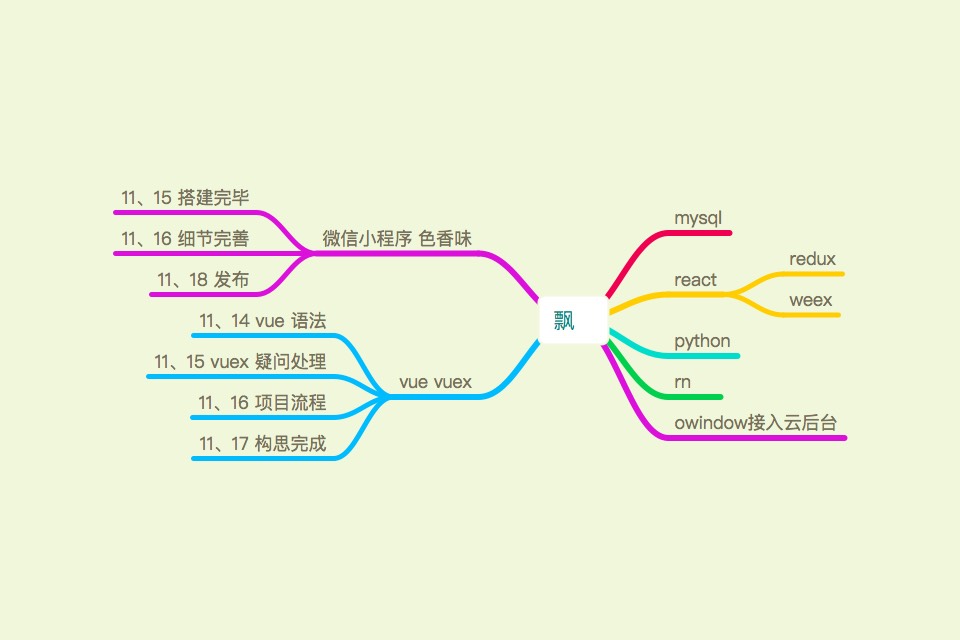 飘
微信小程序 色香味
11、15 搭建完毕
11、16 细节完善
11、18 发布
vue vuex
11、14 vue 语法
11、15 vuex 疑问处理
11、16 项目流程
11、17 构思完成
mysql
react
redux
weex
python
rn
owindow接入云后台